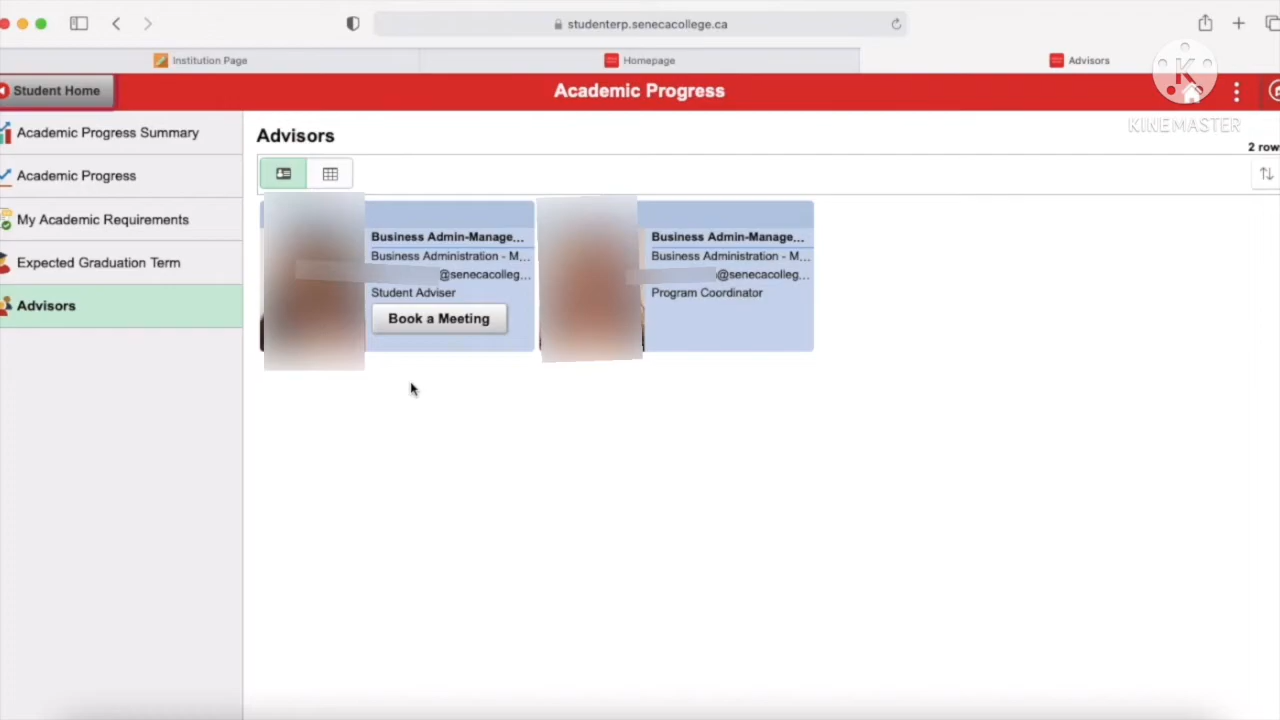 studenterp.senecacollege.ca
Institution Page
Homepage
Advisors
Student Home
Academic Progress
K
KINEMASTER
Academic Progress Summary
Academic Progress
My Academic Requirements
Expected Graduation Term
Advisors
Advisors
2 row
Business Admin-Manage...
Business Administration - M...
@senecacolleg...
Student Adviser
Book a Meeting
Business Admin-Manage...
Business Administration - M...
@senecacolleg...
Program Coordinator